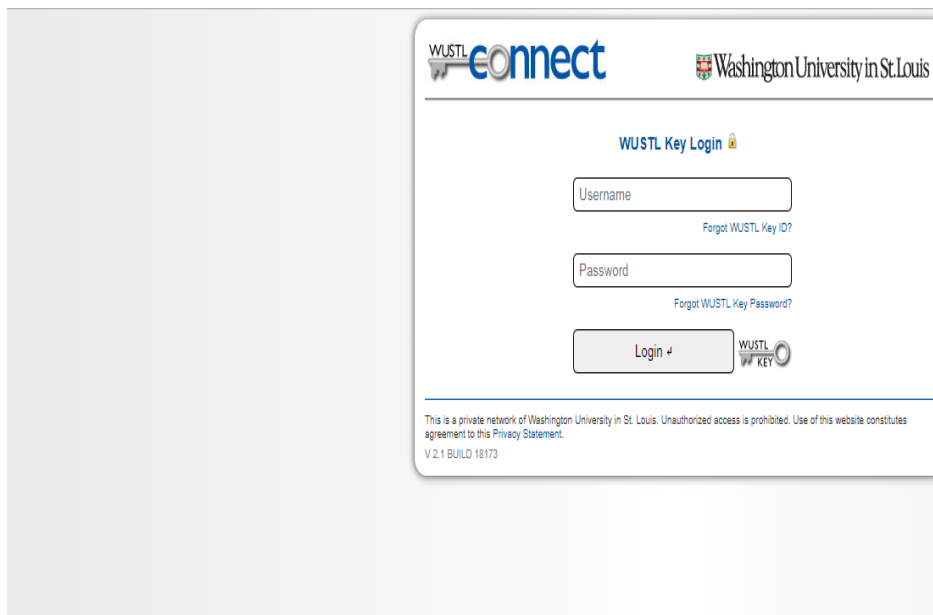 WUSTL connect
Washington University in St. Louis
WUSTL Key Login
Username
Forgot WUSTL Key ID?
Password
Forgot WUSTL Key Password?
Login ↲
WUSTL
KEY
This is a private network of Washington University in St. Louis. Unauthorized access is prohibited. Use of this website constitutes
agreement to this Privacy Statement.
V 2.1 BUILD 18173